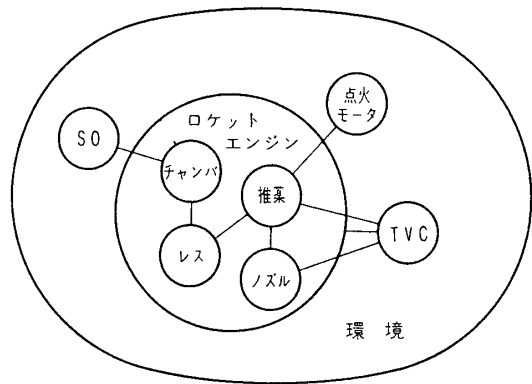 点火
モータ
ロケット
エンジン
SO
チャンバ
推薬
TVC
レス
ノズル
環境